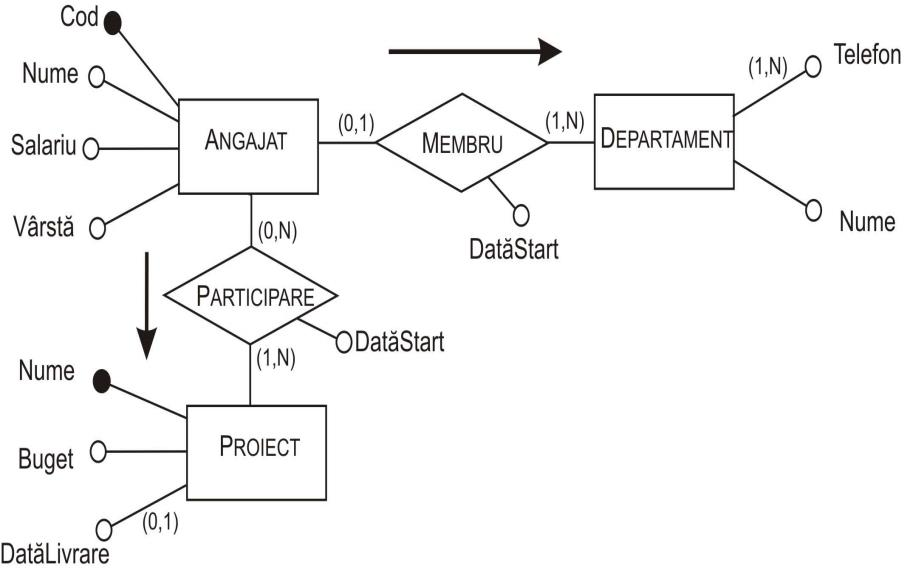 Cod
Nume
Salariu
Vârstă
ANGAJAT
(0,1)
MEMBRU
(1,N)
DEPARTAMENT
(1,N)
Telefon
Nume
DatăStart
(0,N)
PARTICIPARE
DatăStart
(1,N)
Nume
Buget
DatăLivrare
(0,1)
PROIECT